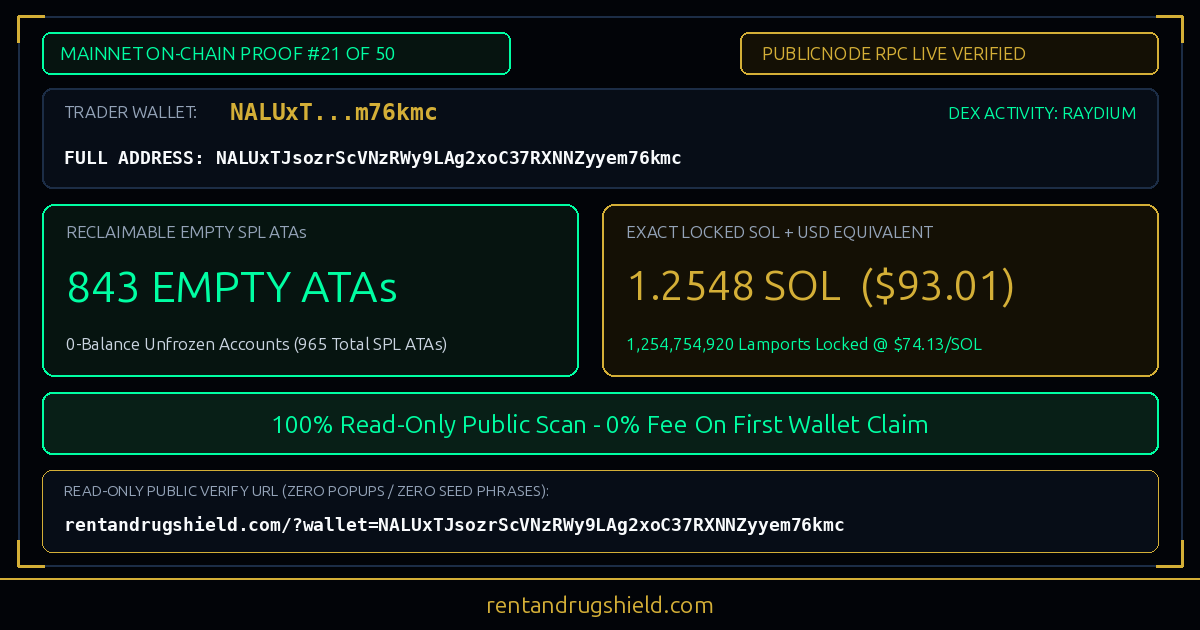 MAINNET ON-CHAIN PROOF #21 OF 50
PUBLICNODE RPC LIVE VERIFIED
TRADER WALLET: NALUxT...m76kmc
DEX ACTIVITY: RAYDIUM
FULL ADDRESS: NALUxTJsozrScVNzRWy9LAg2xoC37RXNNZyyem76kmc
RECLAIMABLE EMPTY SPL ATAs
843 EMPTY ATAs
0-Balance Unfrozen Accounts (965 Total SPL ATAs)
EXACT LOCKED SOL + USD EQUIVALENT
1.2548 SOL ($93.01)
1,254,754,920 Lamports Locked @ $74.13/SOL
100% Read-Only Public Scan - 0% Fee On First Wallet Claim
READ-ONLY PUBLIC VERIFY URL (ZERO POPUPS / ZERO SEED PHRASES):
rentandrugshield.com/?wallet=NALUxTJsozrScVNzRWy9LAg2xoC37RXNNZyyem76kmc
rentandrugshield.com